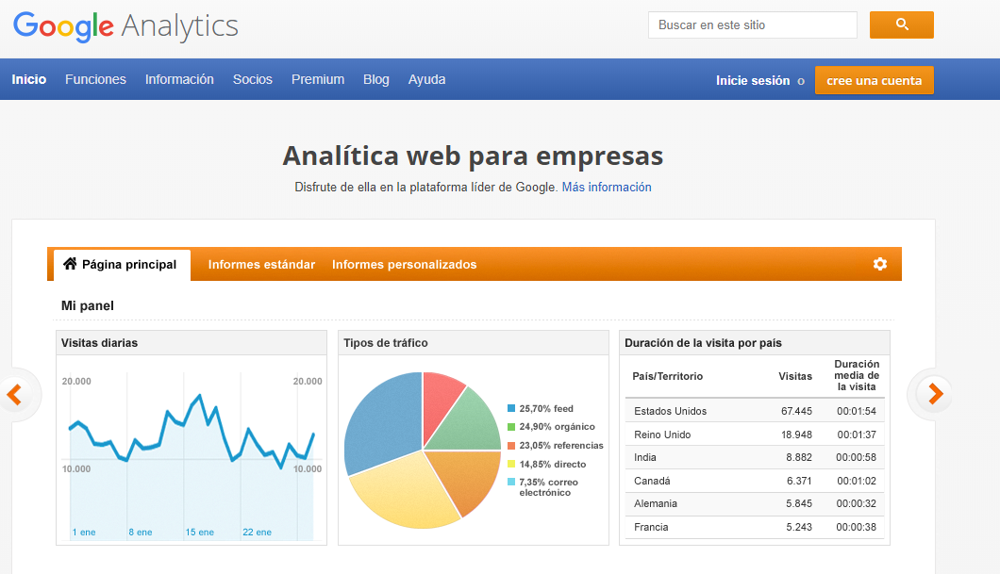 Google Analytics
Buscar en este sitio
Inicio Funciones Información Socios Premium Blog Ayuda
Inicie sesión o cree una cuenta
Analítica web para empresas
Disfrute de ella en la plataforma líder de Google. Más información
Página principal Informes estándar Informes personalizados
Mi panel
Visitas diarias
20.000 20.000
10.000 10.000
1 ene 8 ene 15 ene 22 ene
Tipos de tráfico
25,70% feed
24,90% orgánico
23,05% referencias
14,85% directo
7,35% correo
electrónico
Duración de la visita por país
País/Territorio Visitas Duración
media de
la visita
Estados Unidos 67.445 00:01:54
Reino Unido 18.948 00:01:37
India 8.882 00:00:58
Canadá 6.371 00:01:02
Alemania 5.845 00:00:32
Francia 5.243 00:00:38